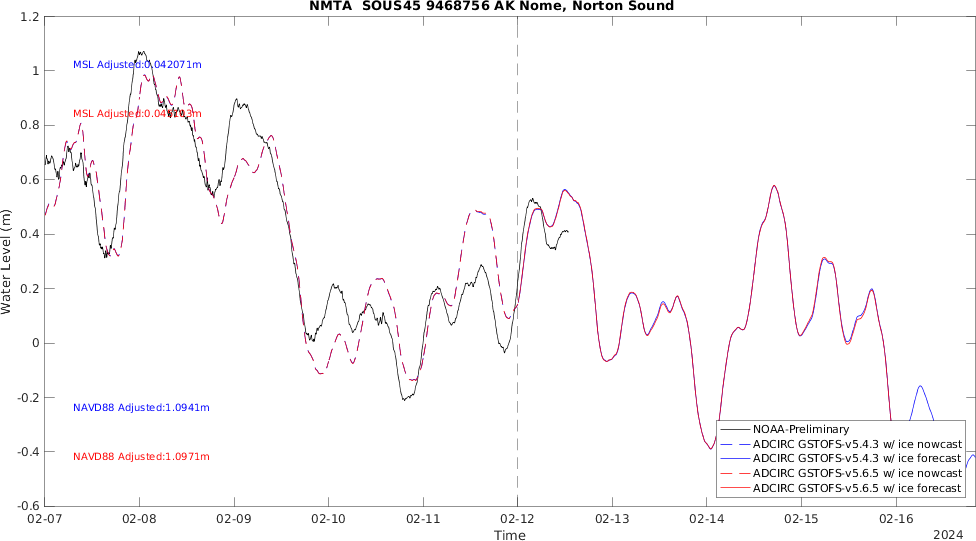 NMTA SOUS45 9468756 AK Nome, Norton Sound
1.2
1
0.8
0.6
0.4
0.2
0
-0.2
-0.4
-0.6
Water Level (m)
MSL Adjusted:0.042071m
MSL Adjusted:
NAVD88 Adjusted:1.0941m
NAVD88 Adjusted:1.0971m
NOAA-Preliminary
ADCIRC GSTOFS-v5.4.3 w/ ice nowcast
ADCIRC GSTOFS-v5.4.3 w/ ice forecast
ADCIRC GSTOFS-v5.6.5 w/ ice nowcast
ADCIRC GSTOFS-v5.6.5 w/ ice forecast
02-07 02-08 02-09 02-10 02-11 02-12 02-13 02-14 02-15 02-16
Time
2024